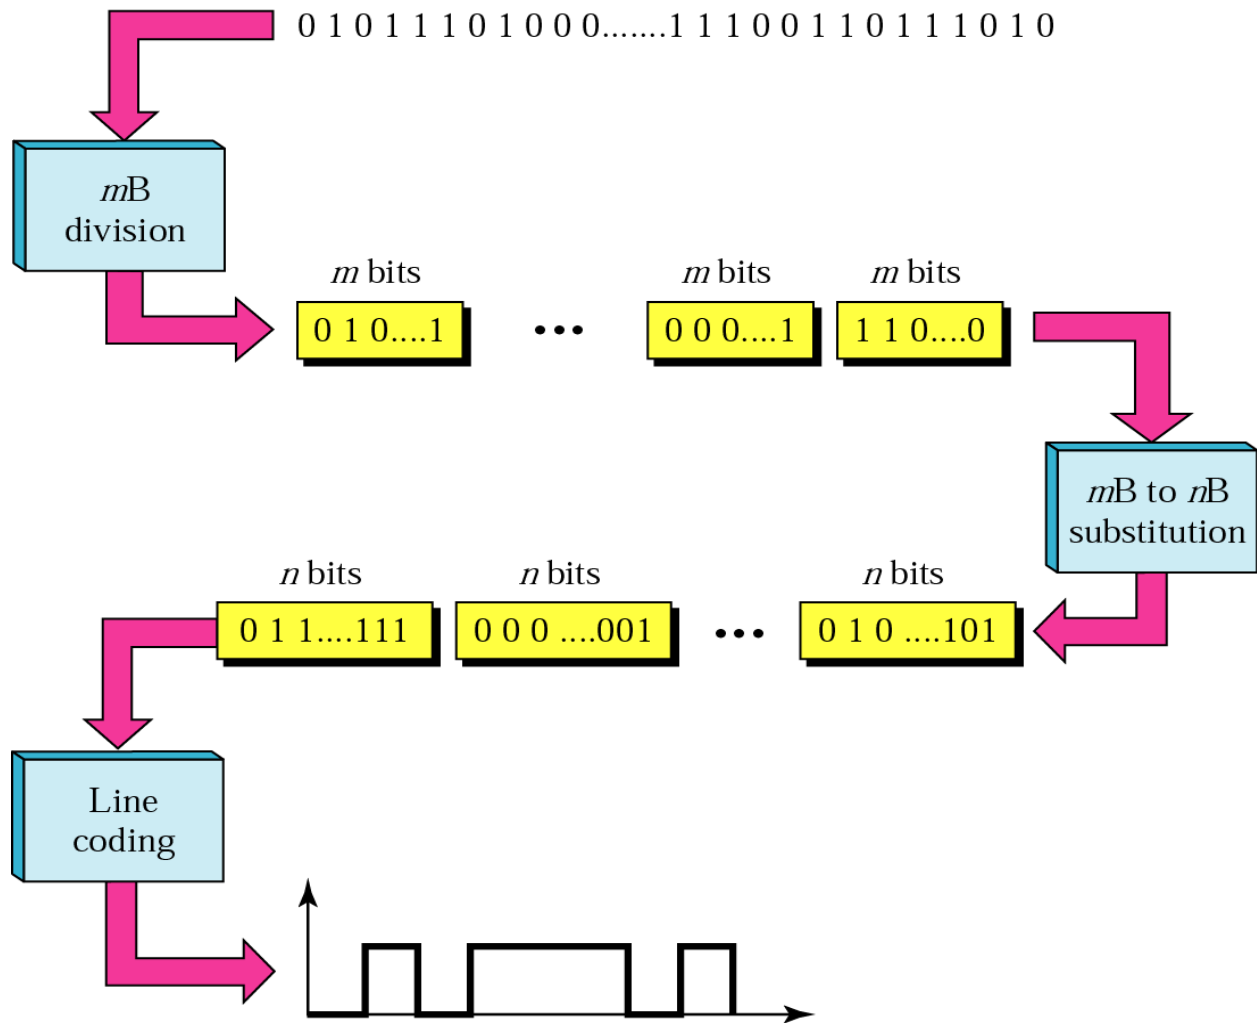 0 1 0 1 1 1 0 1 0 0 0.......1 1 1 0 0 1 1 0 1 1 1 0 1 0
mB
division
m bits
m bits
m bits
0 1 0....1
...
0 0 0....1
1 1 0....0
mB to nB
substitution
n bits
n bits
n bits
0 1 1....111
0 0 0 ....001
...
0 1 0 ....101
Line
coding